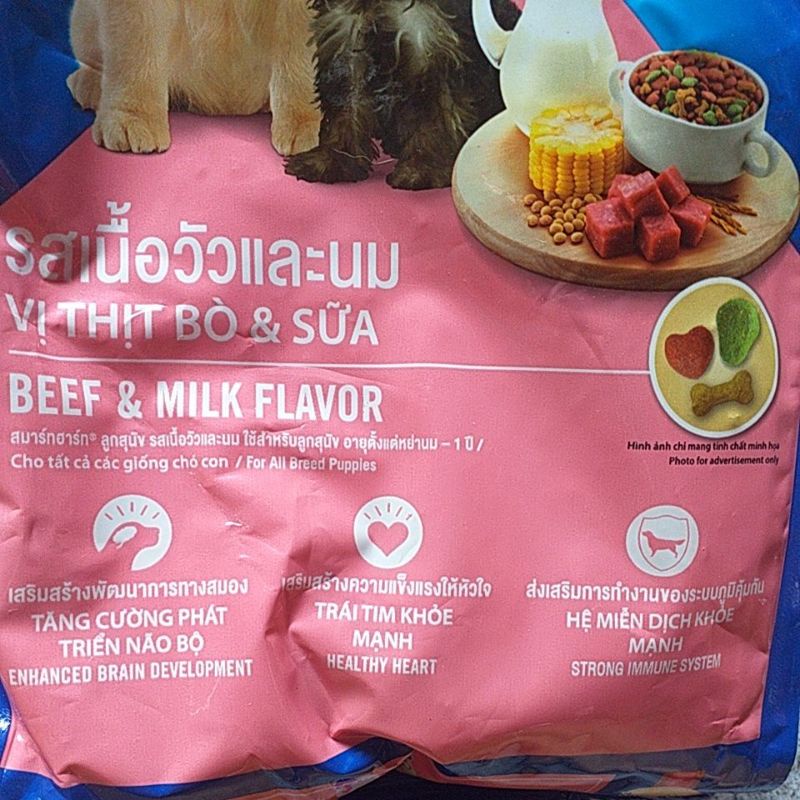 รสเนื้อวัวและนม
VỊ THỊT BÒ & SỮA
BEEF & MILK FLAVOR
สมาร์ทฮาร์ท® ลูกสุนัข รสเนื้อวัวและนม ใช้สำหรับลูกสุนัข อายุตั้งแต่หย่านม – 1 ปี /
Cho tất cả các giống chó con / For All Breed Puppies
Hình ảnh chỉ mang tính chất minh họa
Photo for advertisement only
เสริมสร้างพัฒนาการทางสมอง
TĂNG CƯỜNG PHÁT
TRIỂN NÃO BỘ
ENHANCED BRAIN DEVELOPMENT
เสริมสร้างความแข็งแรงให้หัวใจ
TRÁI TIM KHỎE
MẠNH
HEALTHY HEART
ส่งเสริมการทำงานของระบบภูมิคุ้มกัน
HỆ MIỄN DỊCH KHỎE
MẠNH
STRONG IMMUNE SYSTEM